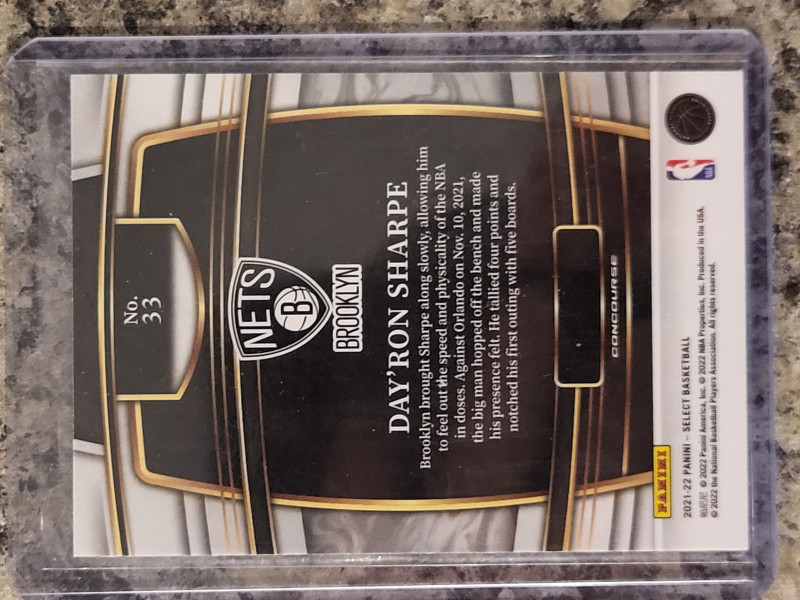 No.
33
NETS
B
BROOKLYN
DAY'RON SHARPE
Brooklyn brought Sharpe along slowly, allowing him
to feel out the speed and physicality of the NBA
in doses. Against Orlando on Nov. 10, 2021,
the big man hopped off the bench and made
his presence felt. He tallied four points and
notched his first outing with five boards.
CONCOURSE
PANINI
NBA
2021-22 PANINI – SELECT BASKETBALL
© 2022 Panini America, Inc. © 2022 NBA Properties, Inc. Produced in the USA.
© 2022 the National Basketball Players Association. All rights reserved.